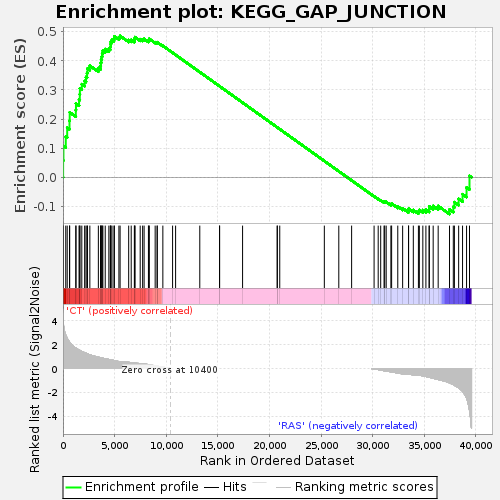 Enrichment plot: KEGG_GAP_JUNCTION
Enrichment score (ES)
0.5
0.4
0.3
0.2
0.1
0.0
-0.1
'CT' (positively correlated)
Ranked list metric (Signal2Noise)
4
2
0
-2
-4
Zero cross at 10400
'RAS' (negatively correlated)
0
5,000
10,000
15,000
20,000
25,000
30,000
35,000
40,000
Rank in Ordered Dataset
Enrichment profile
Hits
Ranking metric scores